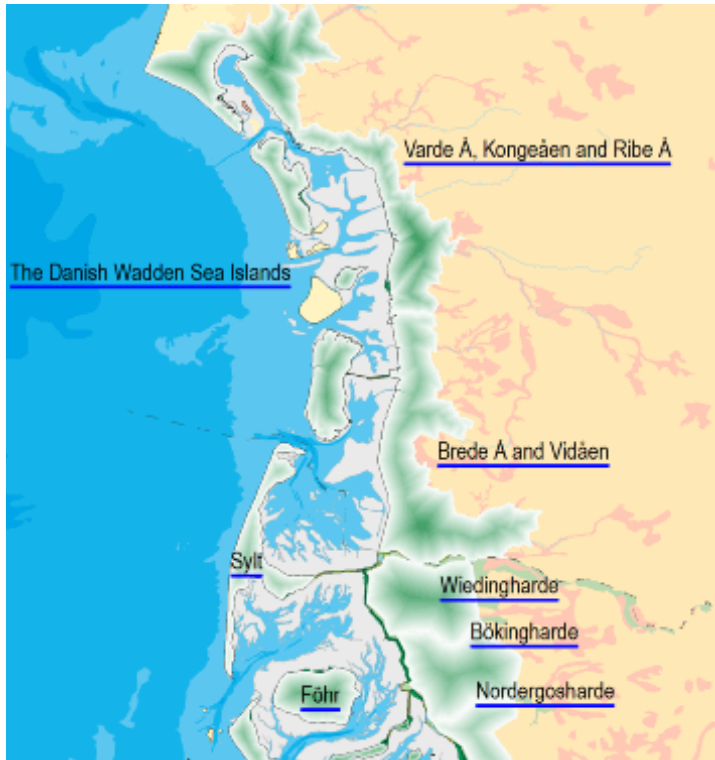 Varde Å, Kongeåen and Ribe Å
The Danish Wadden Sea Islands
Brede Å and Vidåen
Sylt
Wiedingharde
Bökingharde
Föhr
Nordergosharde